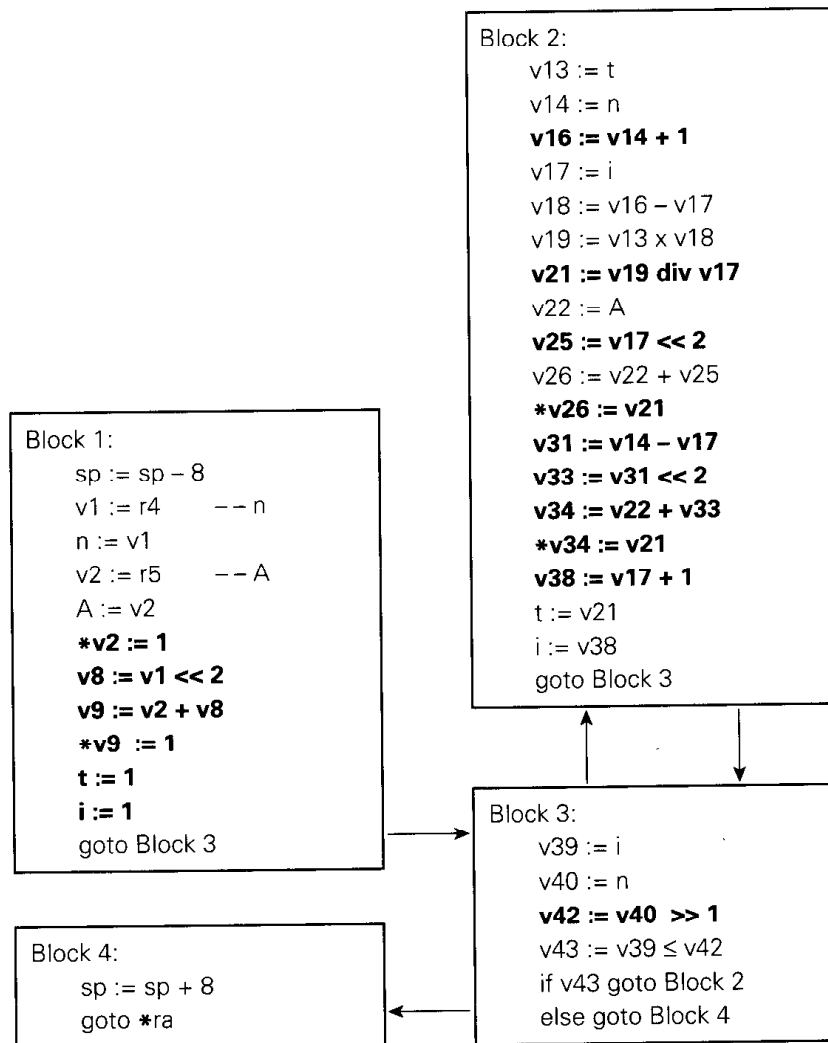 Block 1:
sp := sp – 8
v1 := r4 –– n
n := v1
v2 := r5 –– A
A := v2
*v2 := 1
v8 := v1 << 2
v9 := v2 + v8
*v9 := 1
t := 1
i := 1
goto Block 3
Block 2:
v13 := t
v14 := n
v16 := v14 + 1
v17 := i
v18 := v16 – v17
v19 := v13 x v18
v21 := v19 div v17
v22 := A
v25 := v17 << 2
v26 := v22 + v25
*v26 := v21
v31 := v14 – v17
v33 := v31 << 2
v34 := v22 + v33
*v34 := v21
v38 := v17 + 1
t := v21
i := v38
goto Block 3
Block 3:
v39 := i
v40 := n
v42 := v40 >> 1
v43 := v39 ≤ v42
if v43 goto Block 2
else goto Block 4
Block 4:
sp := sp + 8
goto *ra